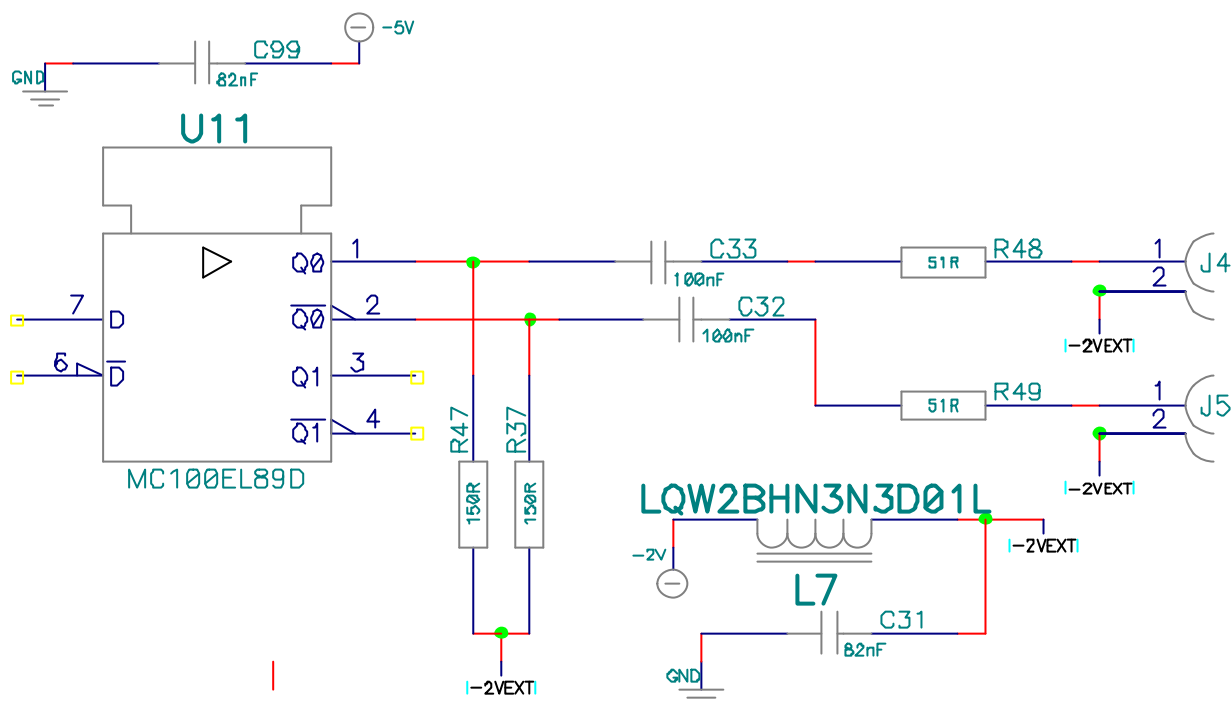 -5V
C99
GND
82nF
U11
1
Q0
C33
100nF
51R
R48
1
J4
2
7
D
2
Q0
C32
100nF
-2VEXT
6
D
3
Q1
4
Q1
R47
R37
51R
R49
1
J5
2
MC100EL89D
150R
150R
-2VEXT
LQW2BHN3N3D01L
-2V
-2VEXT
L7
C31
82nF
GND
-2VEXT